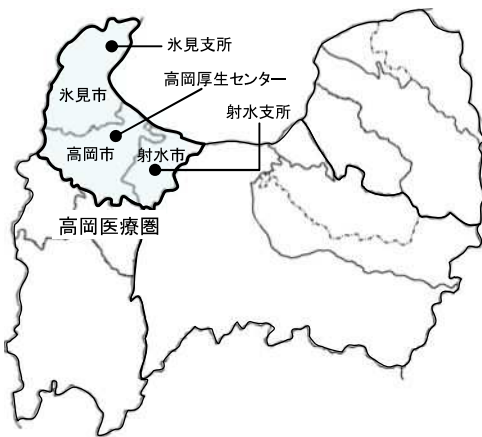 氷見支所
氷見市
高岡厚生センター
射水支所
高岡市
射水市
高岡医療圏